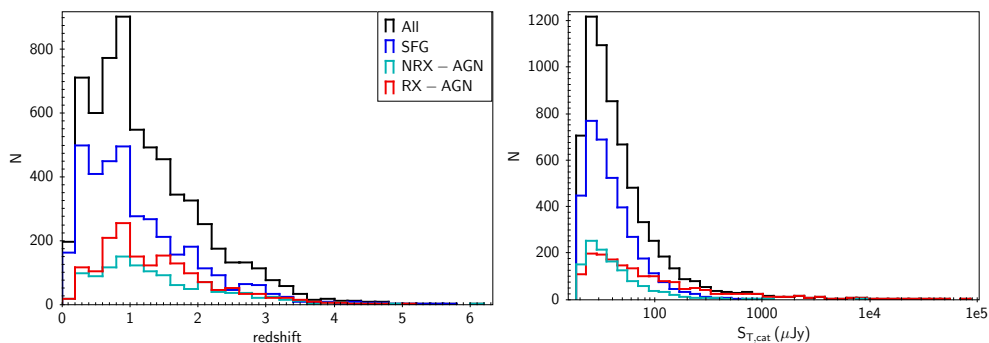 All
SFG
NRX – AGN
RX – AGN
N
800
600
400
200
0
0 1 2 3 4 5 6
redshift
N
1200
1000
800
600
400
200
0
100 1000 1e4 1e5
S_T,cat (μJy)